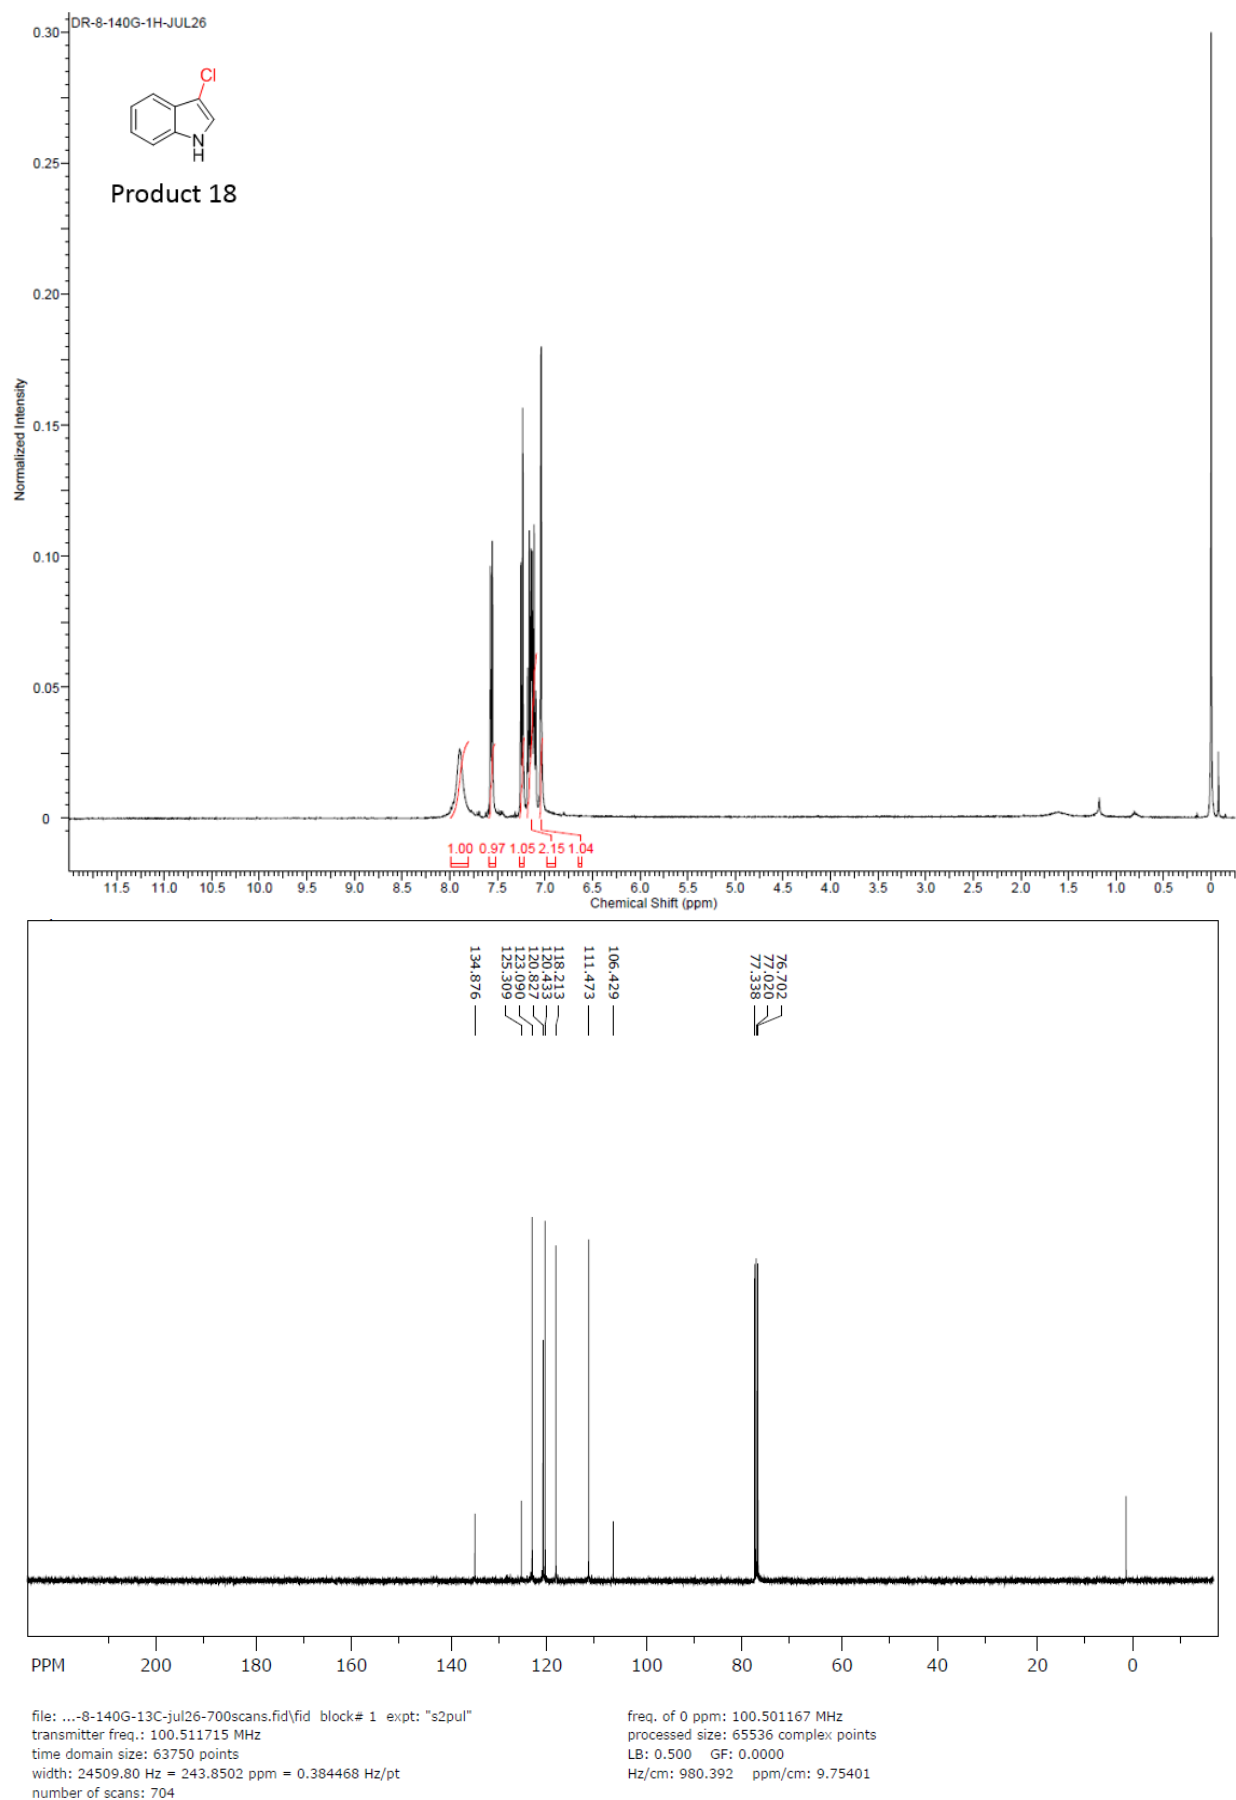 DR-8-140G-1H-JUL26
Cl
N
H
Product 18
Normalized Intensity
0.30
0.25
0.20
0.15
0.10
0.05
0
1.00 0.97 1.05 2.15 1.04
11.5 11.0 10.5 10.0 9.5 9.0 8.5 8.0 7.5 7.0 6.5 6.0 5.5 5.0 4.5 4.0 3.5 3.0 2.5 2.0 1.5 1.0 0.5 0
Chemical Shift (ppm)
134.876
125.309
123.090
120.827
120.433
118.213
111.473
106.429
77.338
77.020
76.702
PPM 200 180 160 140 120 100 80 60 40 20 0
file: ...-8-140G-13C-jul26-700scans.fid\fid block# 1 expt: "s2pul"
transmitter freq.: 100.511715 MHz
time domain size: 63750 points
width: 24509.80 Hz = 243.8502 ppm = 0.384468 Hz/pt
number of scans: 704
freq. of 0 ppm: 100.501167 MHz
processed size: 65536 complex points
LB: 0.500 GF: 0.0000
Hz/cm: 980.392 ppm/cm: 9.75401